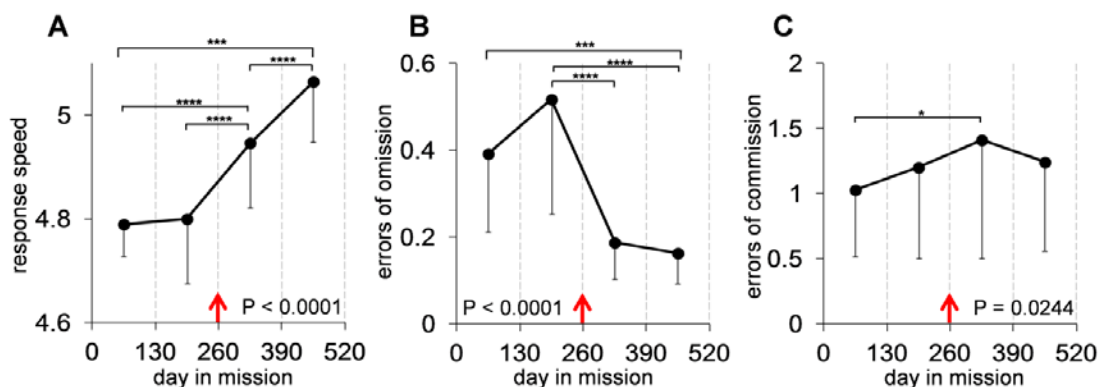 A
***
****
****
****
response speed
5
4.8
4.6
P < 0.0001
0 130 260 390 520
day in mission
B
***
****
****
errors of omission
0.6
0.4
0.2
0
P < 0.0001
0 130 260 390 520
day in mission
C
*
errors of commission
2
1.5
1
0.5
0
P = 0.0244
0 130 260 390 520
day in mission